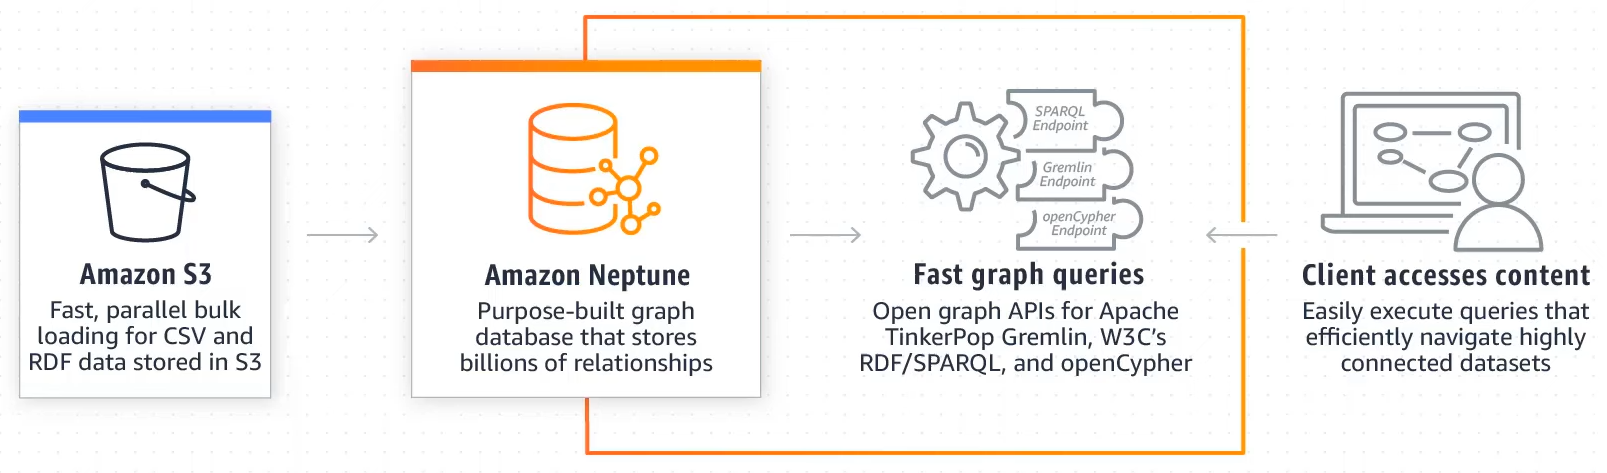 SPARQL
Endpoint
Gremlin
Endpoint
openCypher
Endpoint
Amazon S3
Fast, parallel bulk
loading for CSV and
RDF data stored in S3
Amazon Neptune
Purpose-built graph
database that stores
billions of relationships
Fast graph queries
Open graph APIs for Apache
TinkerPop Gremlin, W3C’s
RDF/SPARQL, and openCypher
Client accesses content
Easily execute queries that
efficiently navigate highly
connected datasets